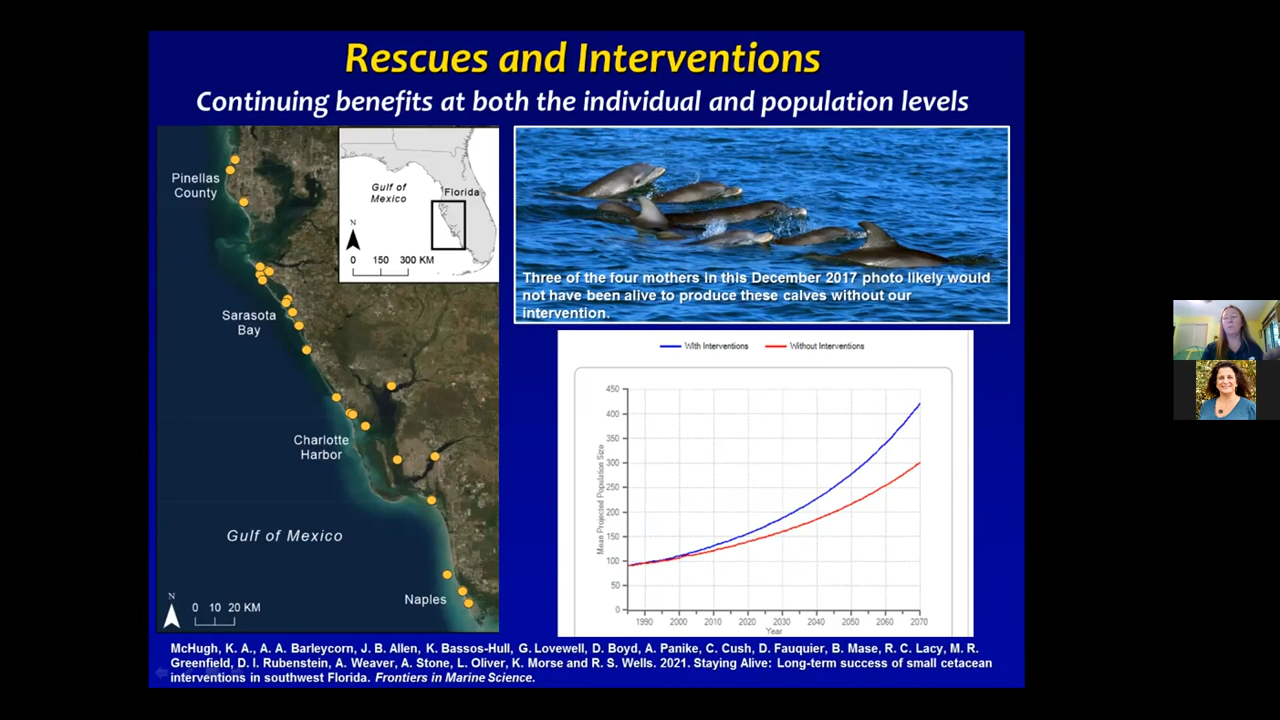 Rescues and Interventions
Continuing benefits at both the individual and population levels
Pinellas
County
Sarasota
Bay
Charlotte
Harbor
Gulf of Mexico
Naples
N
0 10 20 KM
Gulf of
Mexico
Florida
N
0 150 300 KM
Three of the four mothers in this December 2017 photo likely would
not have been alive to produce these calves without our
intervention.
With Interventions Without Interventions
Mean Projected Population Size
450
400
350
300
250
200
150
100
50
0
1990 2000 2010 2020 2030 2040 2050 2060 2070
Year
McHugh, K. A., A. A. Barleycorn, J. B. Allen, K. Bassos-Hull, G. Lovewell, D. Boyd, A. Panike, C. Cush, D. Fauquier, B. Mase, R. C. Lacy, M. R.
Greenfield, D. I. Rubenstein, A. Weaver, A. Stone, L. Oliver, K. Morse and R. S. Wells. 2021. Staying Alive: Long-term success of small cetacean
interventions in southwest Florida. Frontiers in Marine Science.